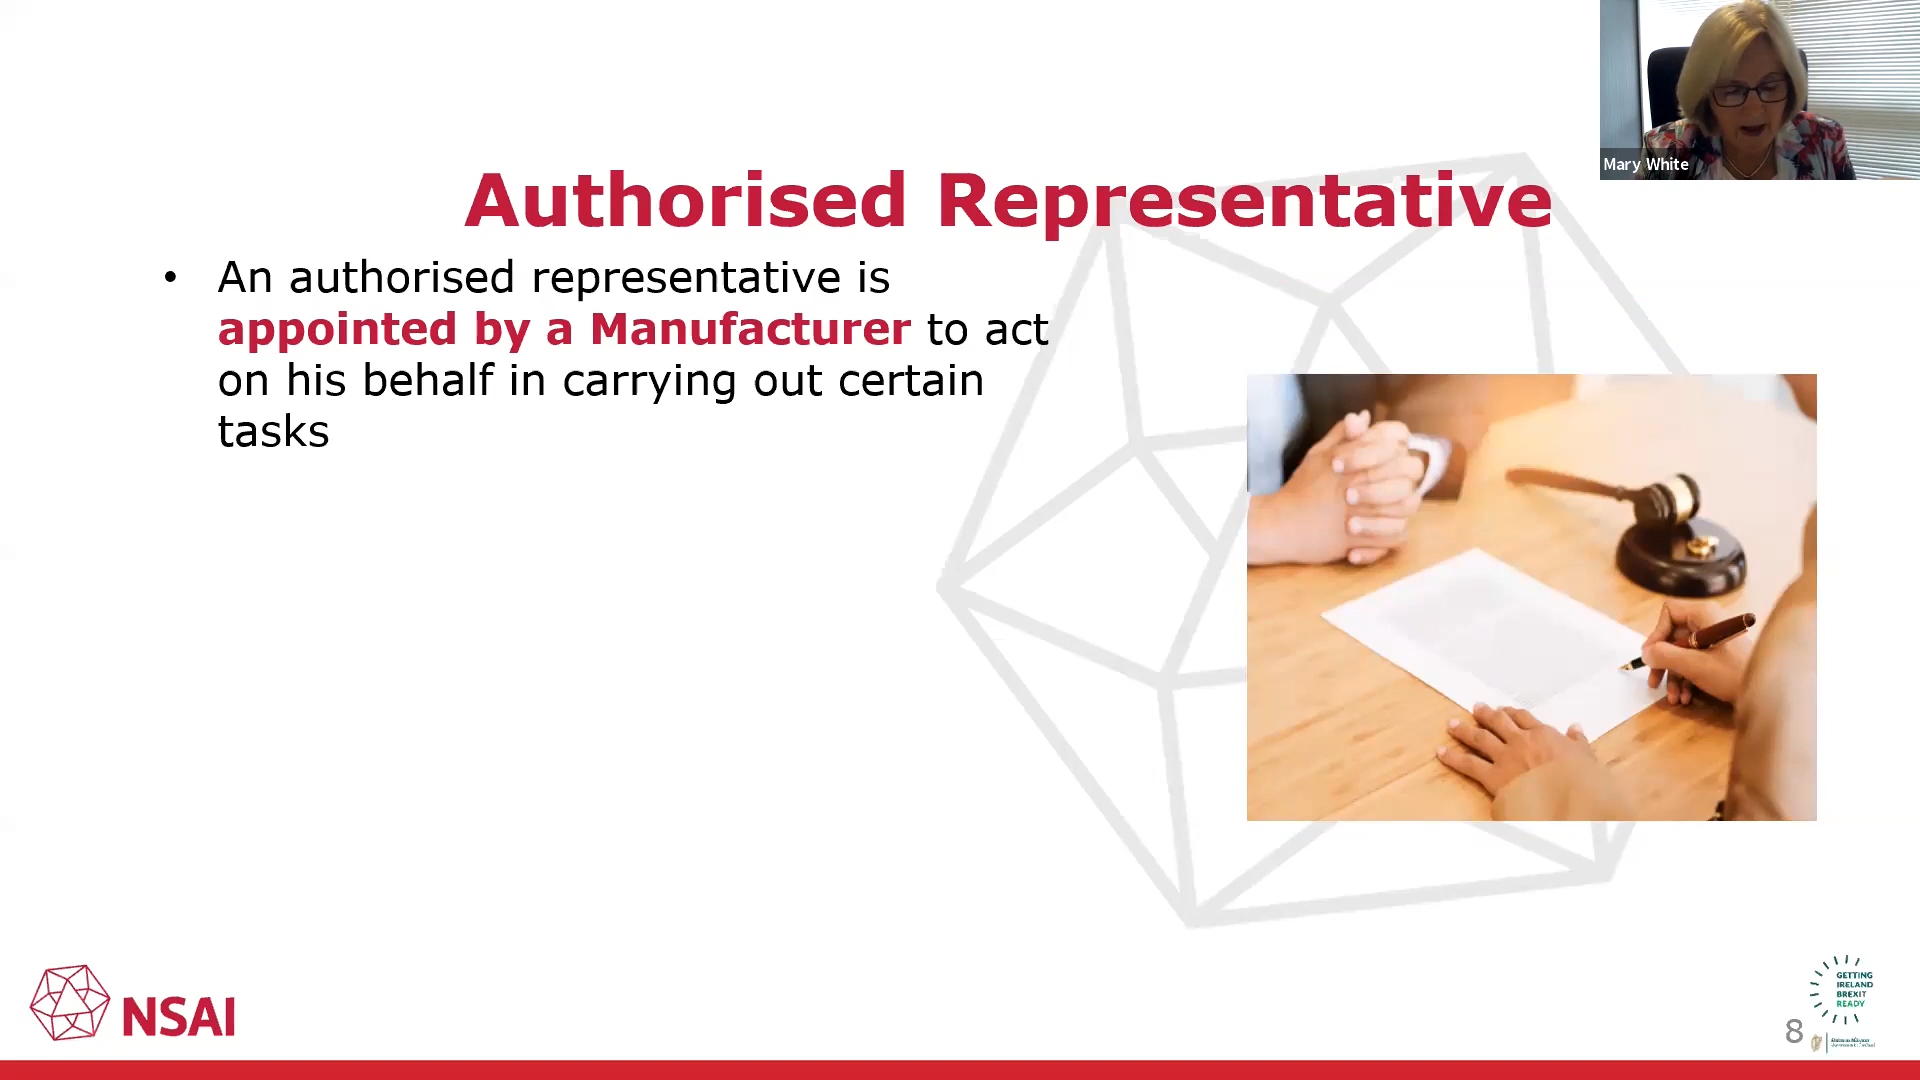 Mary White
Authorised Representative
• An authorised representative is
appointed by a Manufacturer to act
on his behalf in carrying out certain
tasks
NSAI
GETTING
IRELAND
BREXIT
READY
8